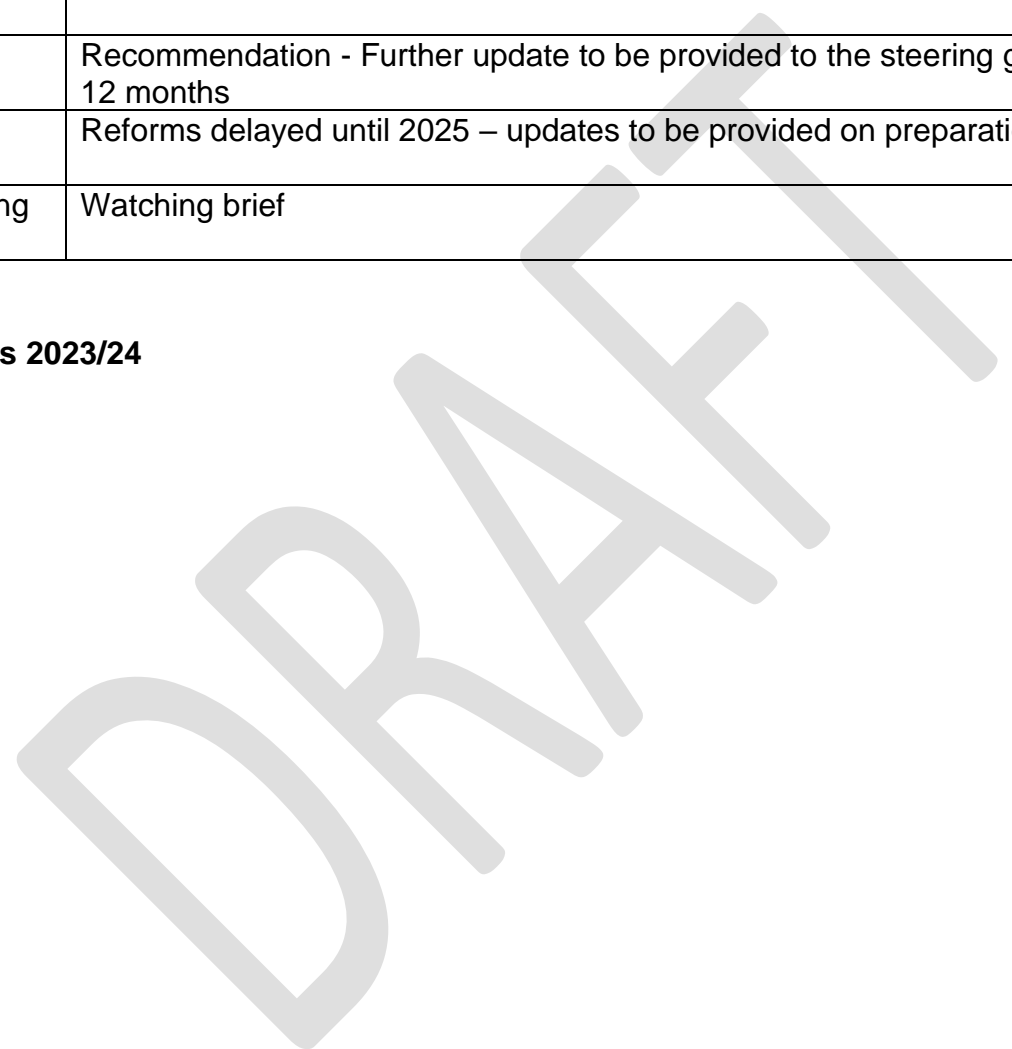 Recommendation - Further update to be provided to the steering
12 months
Reforms delayed until 2025 – updates to be provided on
ng Watching brief
s 2023/24
DRAFT